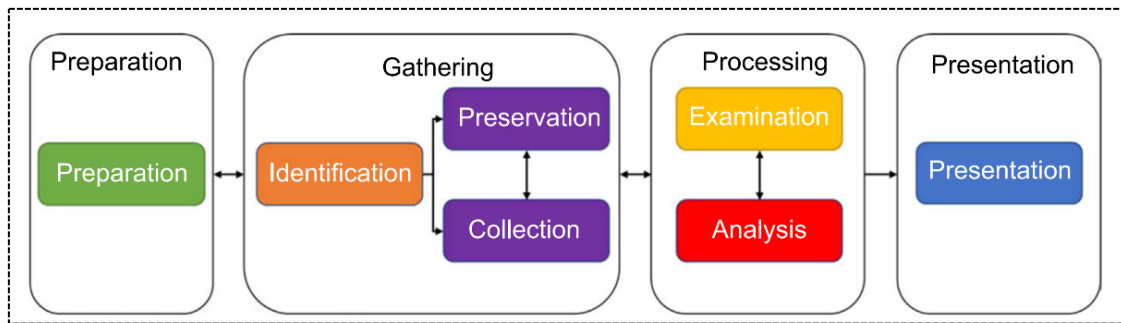 Preparation
Preparation
Gathering
Identification
Preservation
Collection
Processing
Examination
Analysis
Presentation
Presentation